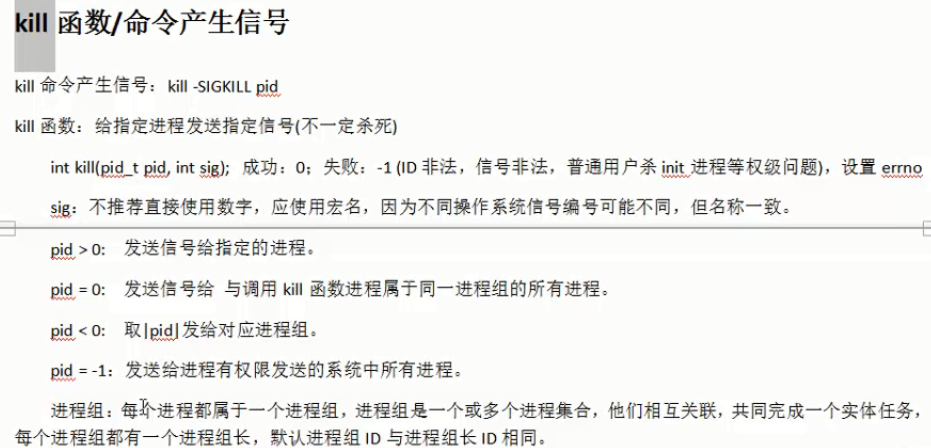 kill 函数/命令产生信号
kill 命令产生信号：kill -SIGKILL pid
kill 函数：给指定进程发送指定信号(不一定杀死)
int kill(pid_t pid, int sig); 成功：0；失败：-1 (ID 非法，信号非法，普通用户杀 init 进程等权级问题)，设置 errno
sig：不推荐直接使用数字，应使用宏名，因为不同操作系统信号编号可能不同，但名称一致。
pid > 0: 发送信号给指定的进程。
pid = 0: 发送信号给 与调用 kill 函数进程属于同一进程组的所有进程。
pid < 0: 取|pid|发给对应进程组。
pid = -1：发送给进程有权限发送的系统中所有进程。
进程组：每个进程都属于一个进程组，进程组是一个或多个进程集合，他们相互关联，共同完成一个实体任务，
每个进程组都有一个进程组长，默认进程组 ID 与进程组长 ID 相同。